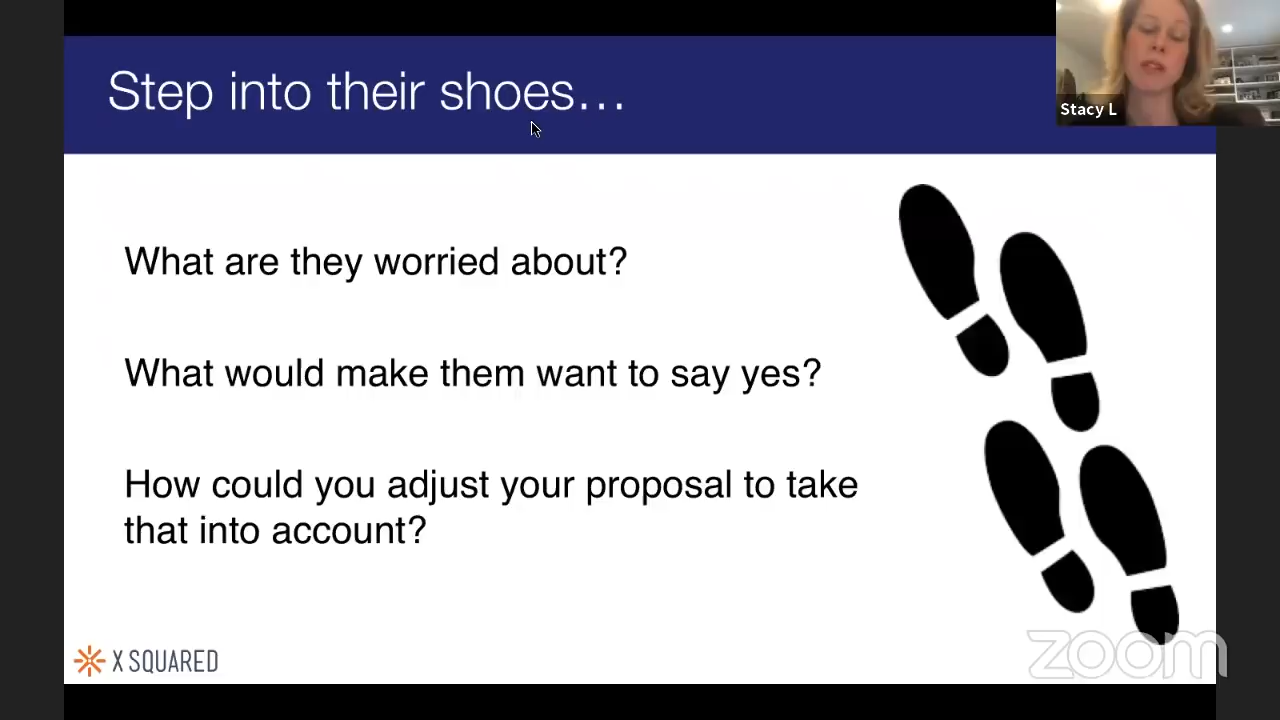 Step into their shoes...
Stacy L
What are they worried about?
What would make them want to say yes?
How could you adjust your proposal to take
that into account?
X SQUARED
zoom